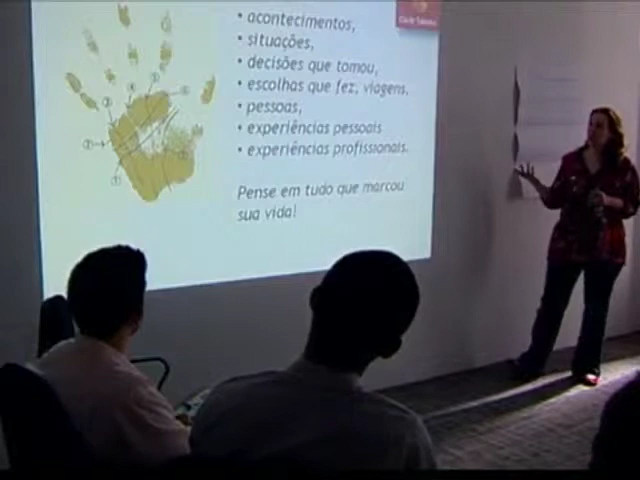 • acontecimentos,
• situações,
• decisões que tomou,
• escolhas que fez, viagens,
• pessoas,
• experiências pessoais
• experiências profissionais.
Pense em tudo que marcou
sua vida!